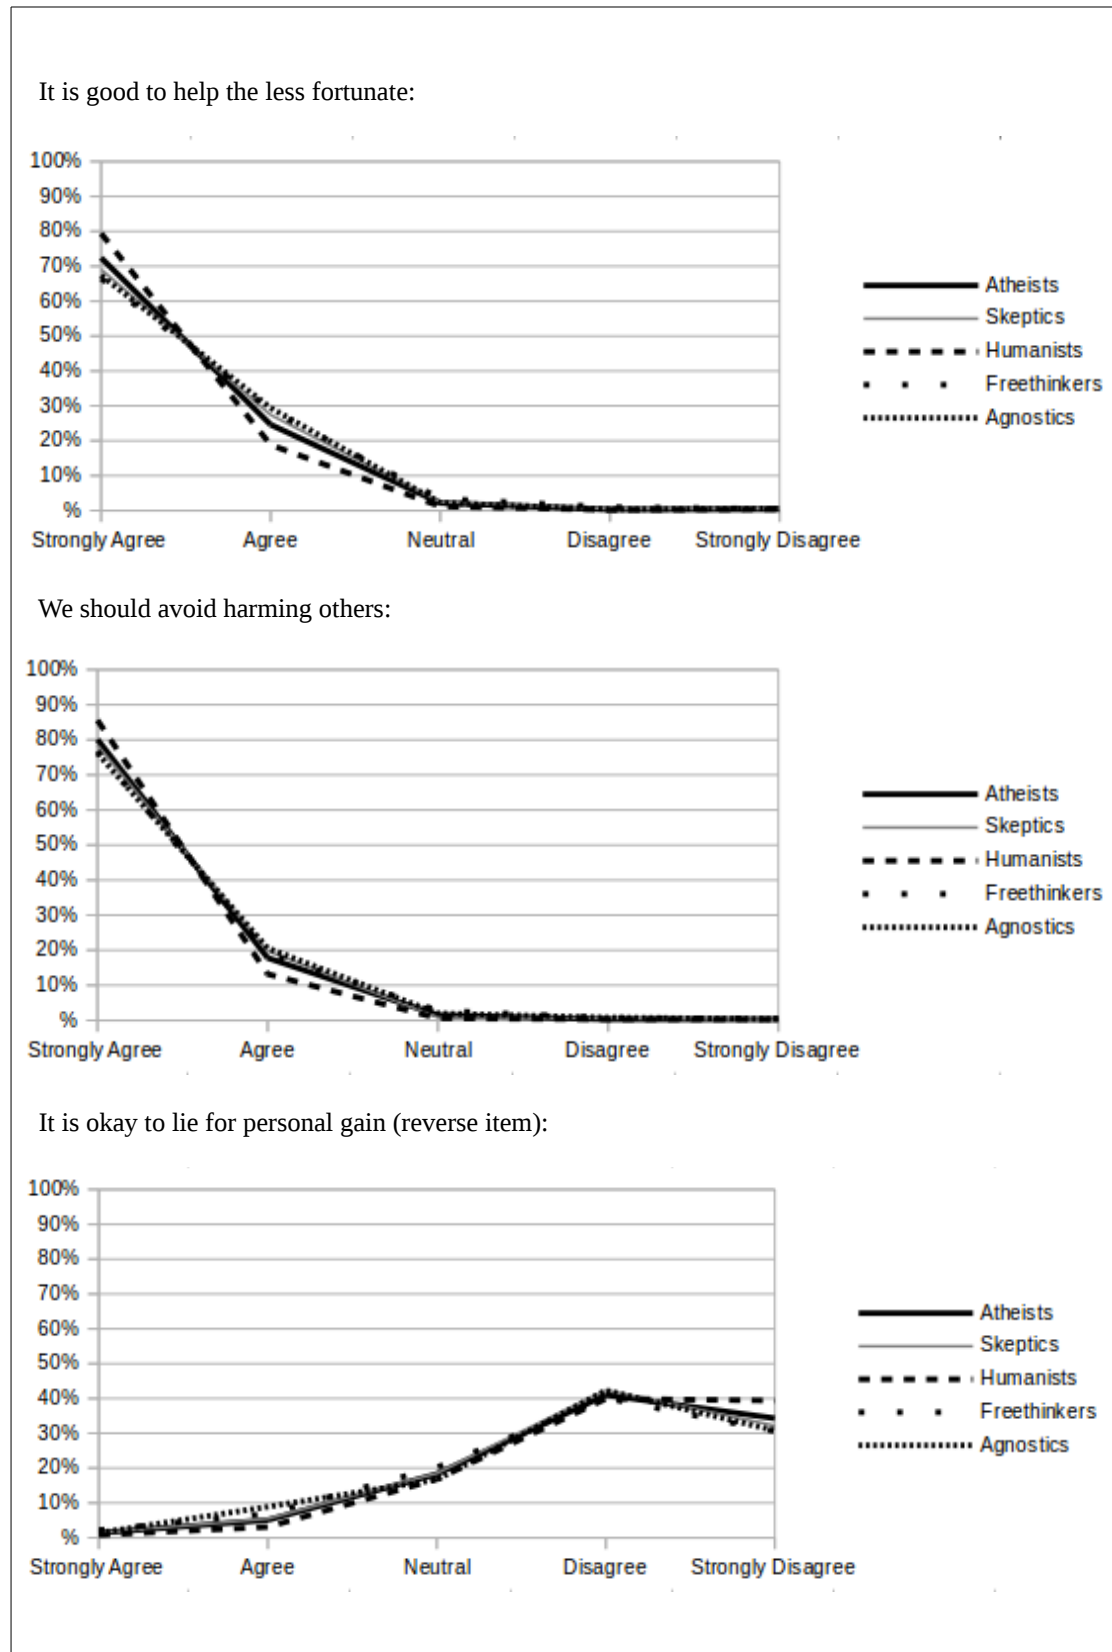 It is good to help the less fortunate:
100%
90%
80%
70%
60%
50%
40%
30%
20%
10%
%
Strongly Agree Agree Neutral Disagree Strongly Disagree
Atheists
Skeptics
Humanists
Freethinkers
Agnostics
We should avoid harming others:
100%
90%
80%
70%
60%
50%
40%
30%
20%
10%
%
Strongly Agree Agree Neutral Disagree Strongly Disagree
Atheists
Skeptics
Humanists
Freethinkers
Agnostics
It is okay to lie for personal gain (reverse item):
100%
90%
80%
70%
60%
50%
40%
30%
20%
10%
%
Strongly Agree Agree Neutral Disagree Strongly Disagree
Atheists
Skeptics
Humanists
Freethinkers
Agnostics